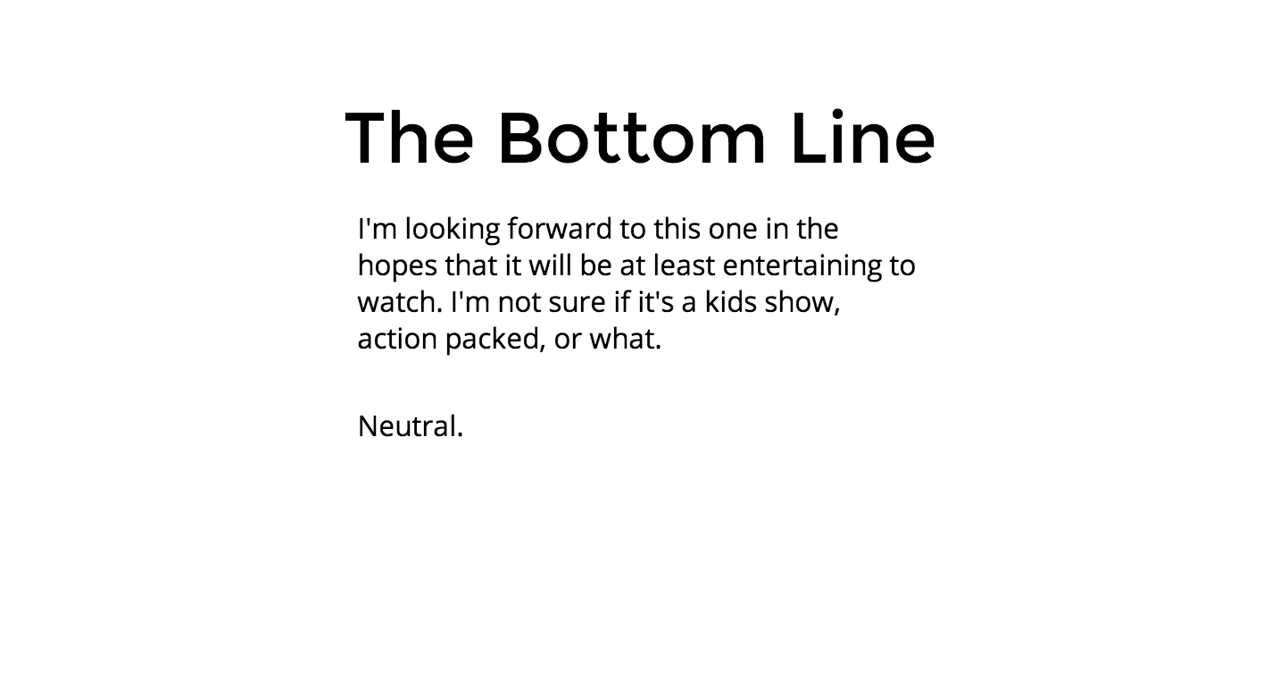 The Bottom Line
I'm looking forward to this one in the
hopes that it will be at least entertaining to
watch. I'm not sure if it's a kids show,
action packed, or what.
Neutral.